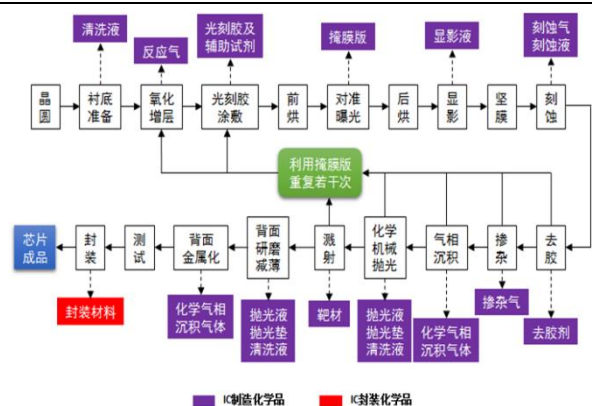 清洗液
反应气
光刻胶及
辅助试剂
掩膜版
显影液
刻蚀气
刻蚀液
晶圆
衬底
准备
氧化
增层
光刻胶
涂敷
前烘
对准
曝光
后烘
显影
坚膜
刻蚀
利用掩膜版
重复若干次
芯片
成品
封装
测试
背面
金属化
背面
研磨
减薄
溅射
化学
机械
抛光
气相
沉积
掺杂
去胶
封装材料
化学气相
沉积气体
抛光液
抛光垫
清洗液
靶材
抛光液
抛光垫
清洗液
化学气相
沉积气体
掺杂气
去胶剂
IC制造化学品
IC封装化学品